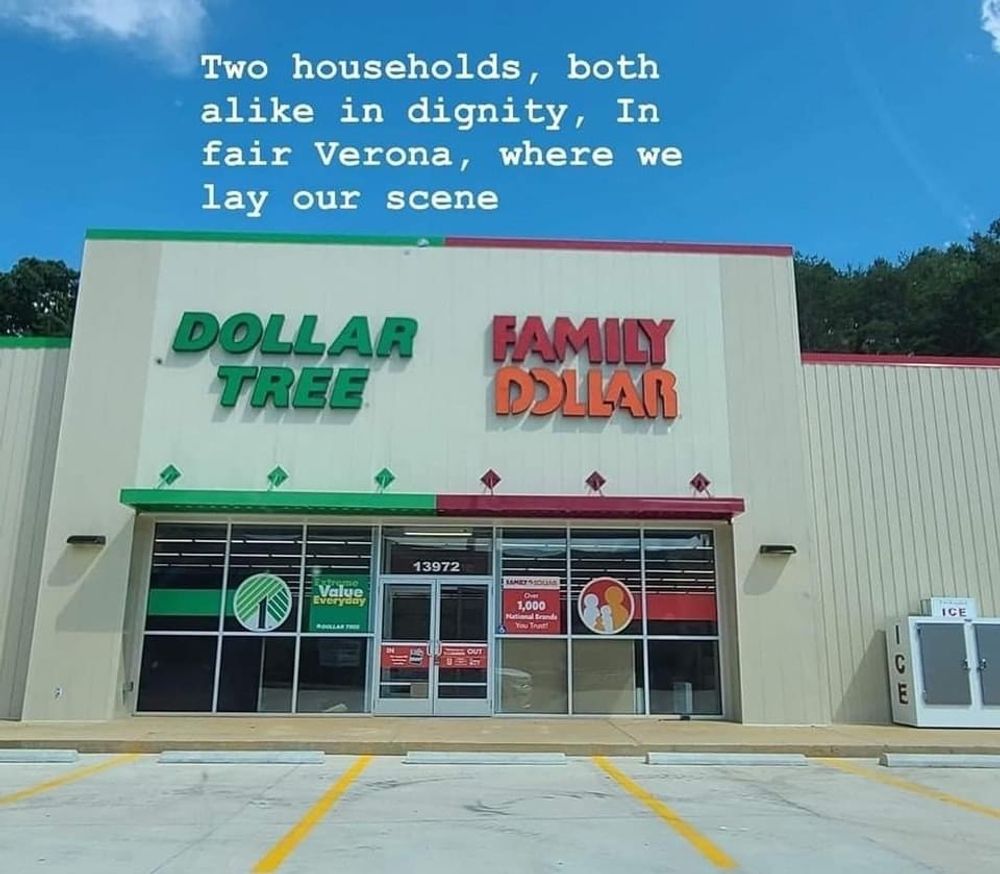 Two households, both
alike in dignity, In
fair Verona, where we
lay our scene
DOLLAR
TREE
FAMILY
DOLLAR
13972
Extreme
Value
Everyday
DOLLAR TREE
FAMILY DOLLAR
Over
1,000
National Brands
You Trust!
IN
OUT
ICE
ICE